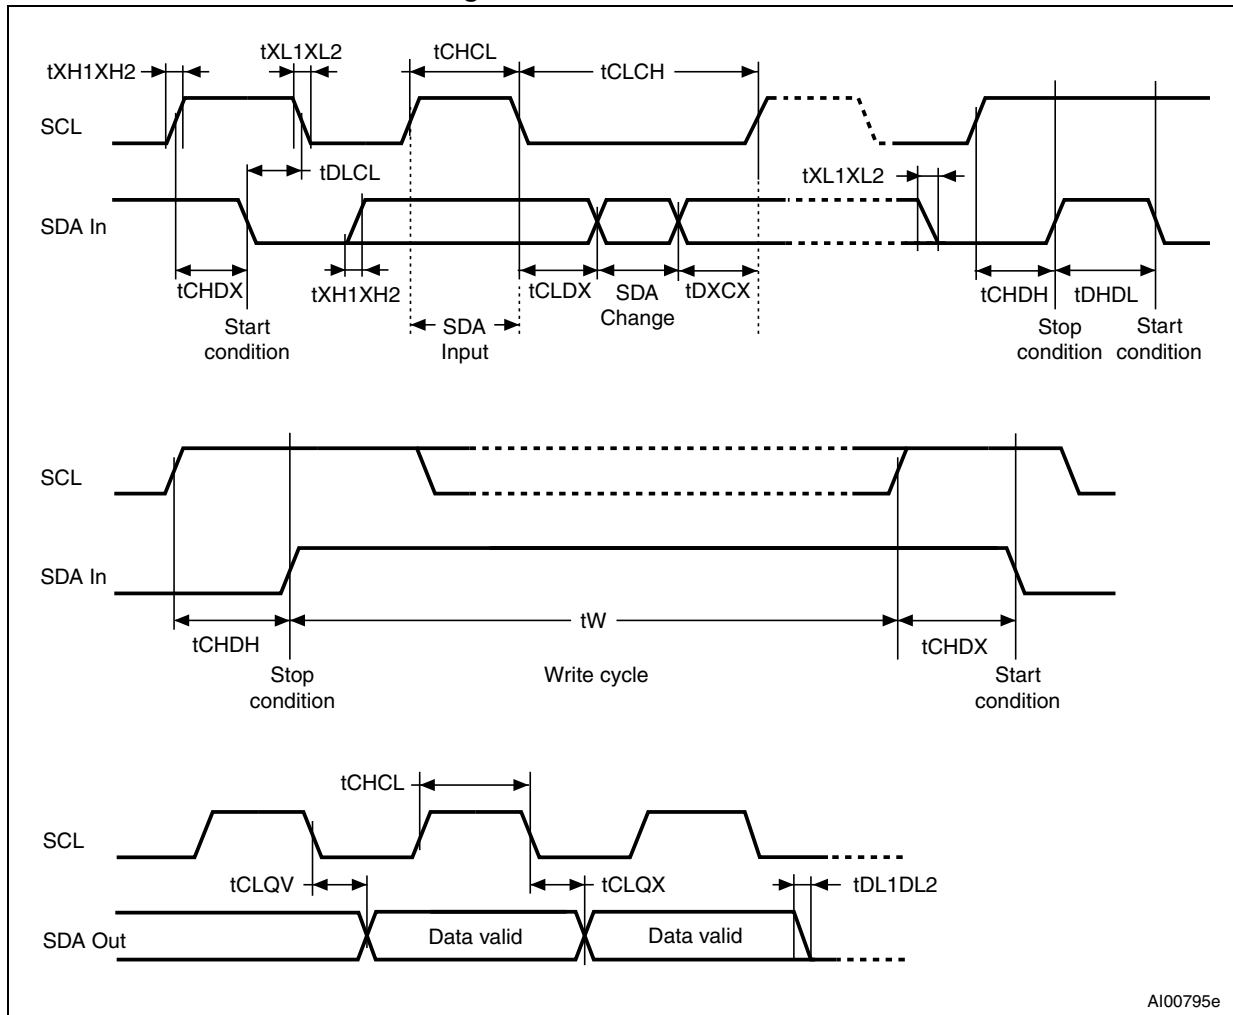 tXL1XL2 tCHCL
tXH1XH2 tCLCH
SCL
tDLCL tXL1XL2
SDA In
tCHDX tXH1XH2 tCLDX SDA tDXCX tCHDH tDHDL
Change
Start SDA Stop Start
condition Input condition condition
SCL
SDA In
tW
tCHDH tCHDX
Stop Write cycle Start
condition condition
tCHCL
SCL
tCLQV tCLQX tDL1DL2
SDA Out Data valid Data valid
AI00795e